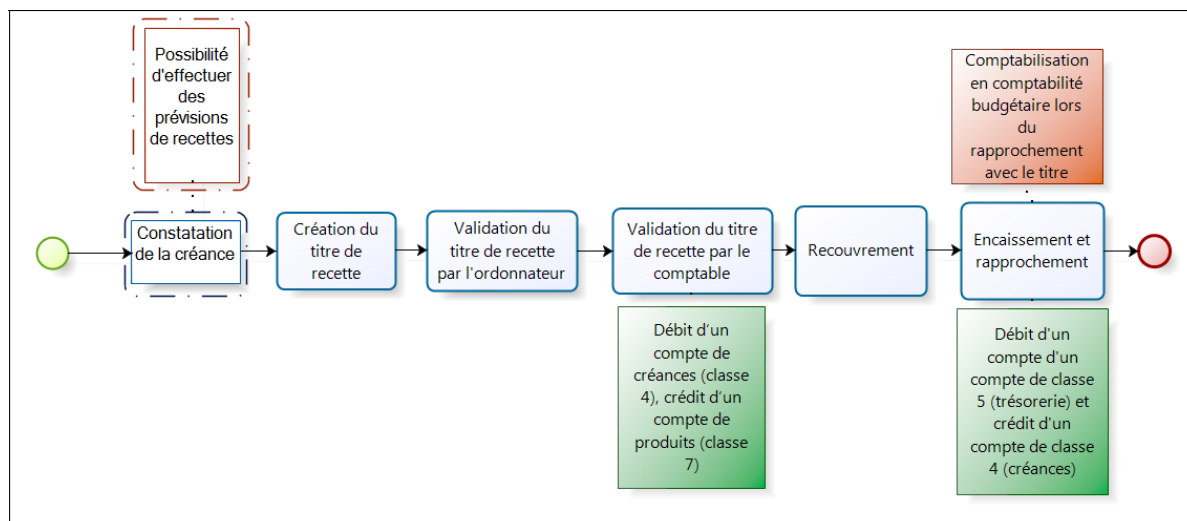 Possibilité
d'effectuer
des
prévisions
de recettes
Comptabilisation
en comptabilité
budgétaire lors
du
rapprochement
avec le titre
Constatation
de la créance
Création du
titre de
recette
Validation du
titre de recette
par l'ordonnateur
Validation du titre
de recette par le
comptable
Recouvrement
Encaissement et
rapprochement
Débit d'un
compte de
créances (classe
4), crédit d'un
compte de
produits (classe
7)
Débit d'un
compte d'un
compte de classe
5 (trésorerie) et
crédit d'un
compte de classe
4 (créances)